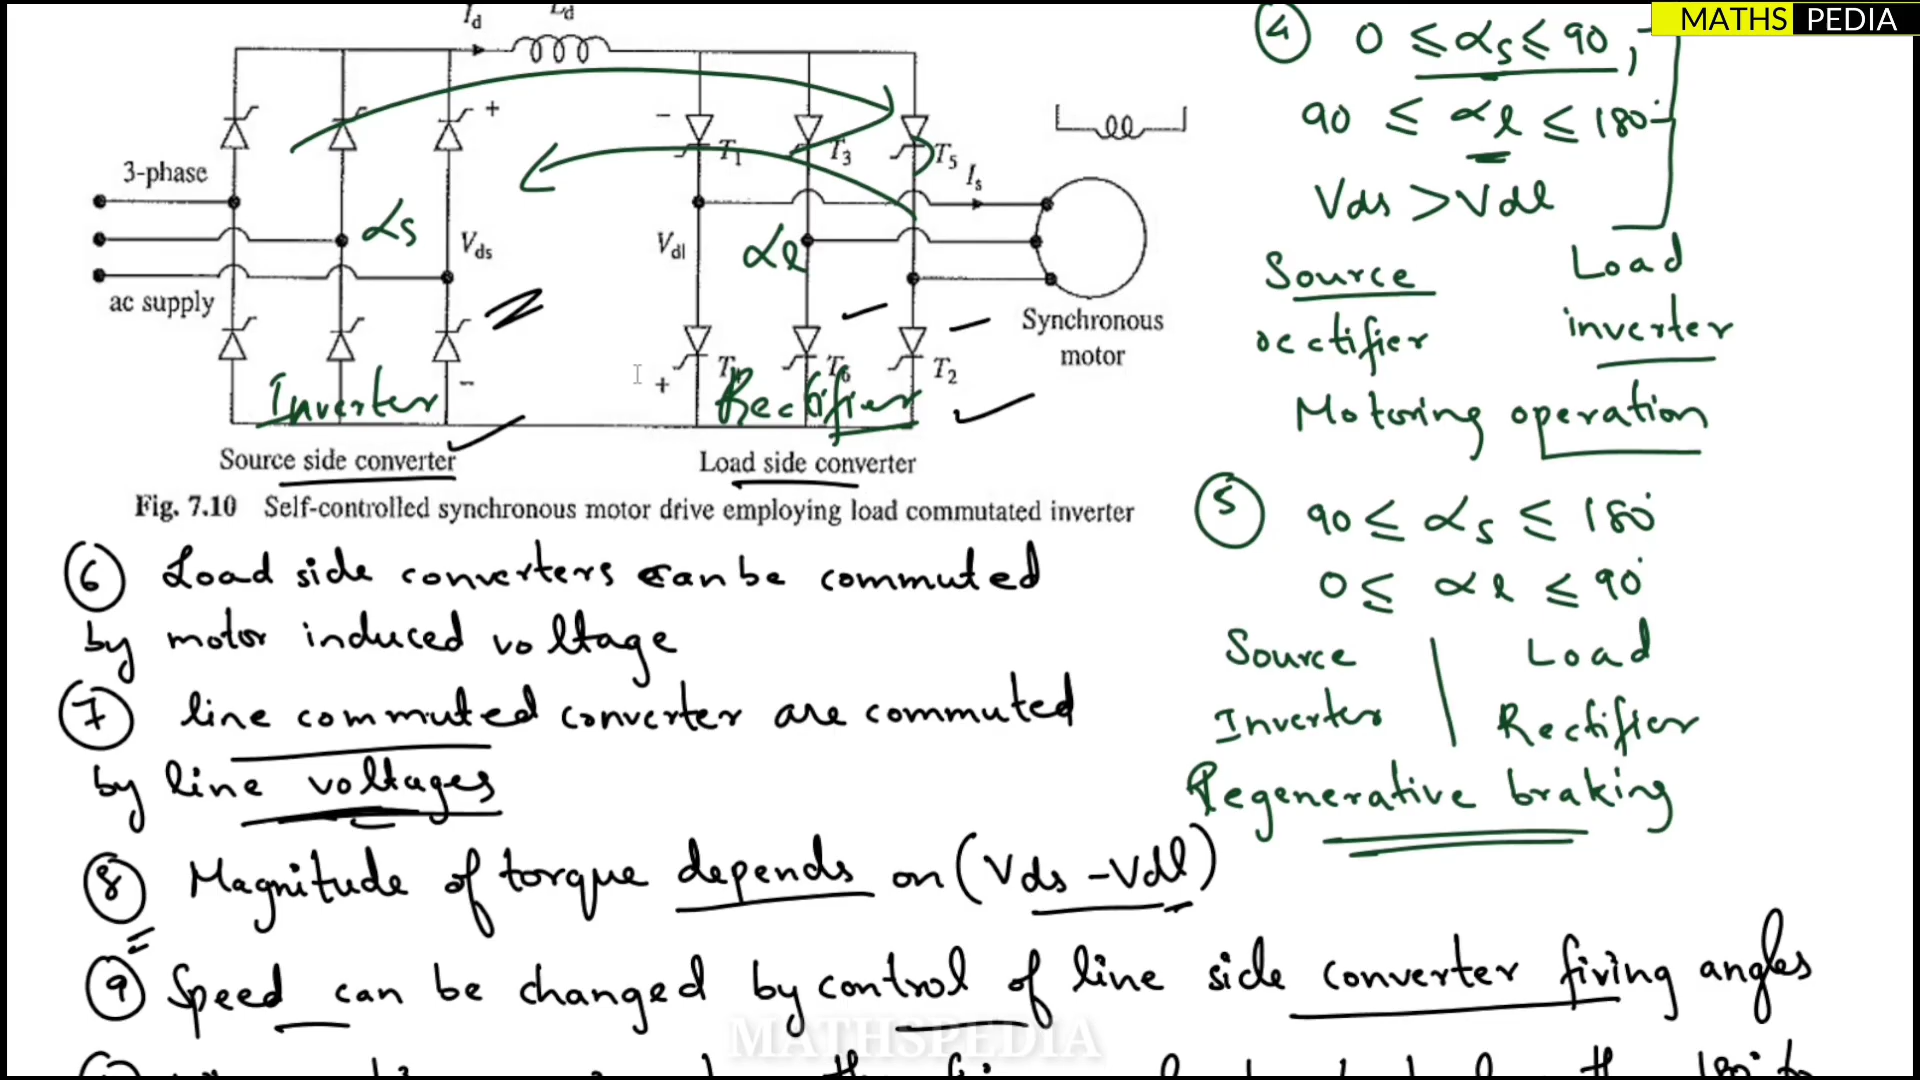 MATHS PEDIA
Id Ld
3-phase
ac supply
αs
Vds
+
−
−
+
Vdl
αl
T1 T3 T5
Is
T6 T2
Synchronous
motor
Inverter
Rectifier
Source side converter
Load side converter
Fig. 7.10 Self-controlled synchronous motor drive employing load commutated inverter
④ 0 ≤ αs ≤ 90,
90 ≤ αl ≤ 180°
Vds > Vdl
Source Load
rectifier inverter
Motoring operation
⑤ 90 ≤ αs ≤ 180°
0 ≤ αl ≤ 90°
Source | Load
Inverter | Rectifier
Regenerative braking
⑥ Load side converters can be commuted
by motor induced voltage
⑦ line commuted converter are commuted
by line voltages
⑧ Magnitude of torque depends on (Vds - Vdl)
⑨ Speed can be changed by control of line side converter firing angles
MATHSPEDIA